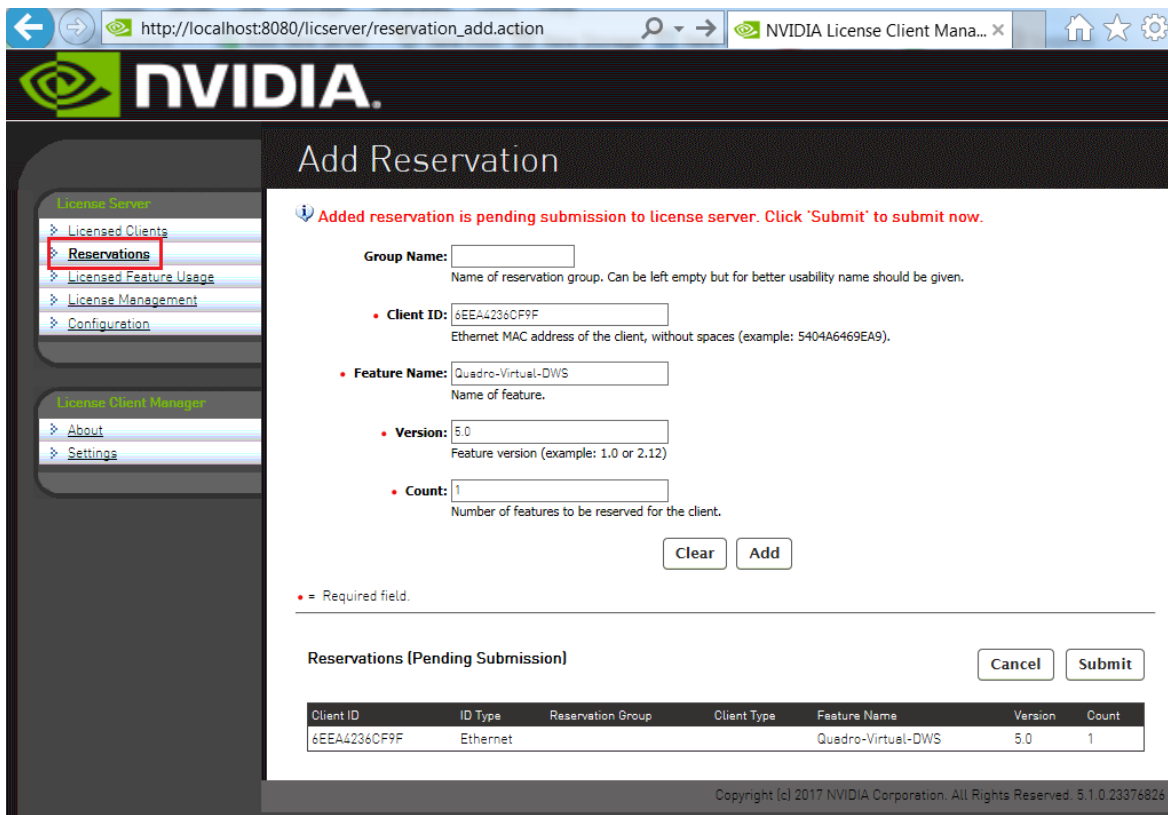 http://localhost:8080/licserver/reservation_add.action
NVIDIA License Client Mana... ×
NVIDIA.
Add Reservation
License Server
Licensed Clients
Reservations
Licensed Feature Usage
License Management
Configuration
License Client Manager
About
Settings
Added reservation is pending submission to license server. Click 'Submit' to submit now.
Group Name:
Name of reservation group. Can be left empty but for better usability name should be given.
• Client ID: 6EEA4236CF9F
Ethernet MAC address of the client, without spaces (example: 5404A6469EA9).
• Feature Name: Quadro-Virtual-DWS
Name of feature.
• Version: 5.0
Feature version (example: 1.0 or 2.12)
• Count: 1
Number of features to be reserved for the client.
Clear Add
• = Required field.
Reservations (Pending Submission)
Cancel Submit
Client ID ID Type Reservation Group Client Type Feature Name Version Count
6EEA4236CF9F Ethernet Quadro-Virtual-DWS 5.0 1
Copyright (c) 2017 NVIDIA Corporation. All Rights Reserved. 5.1.0.23376826